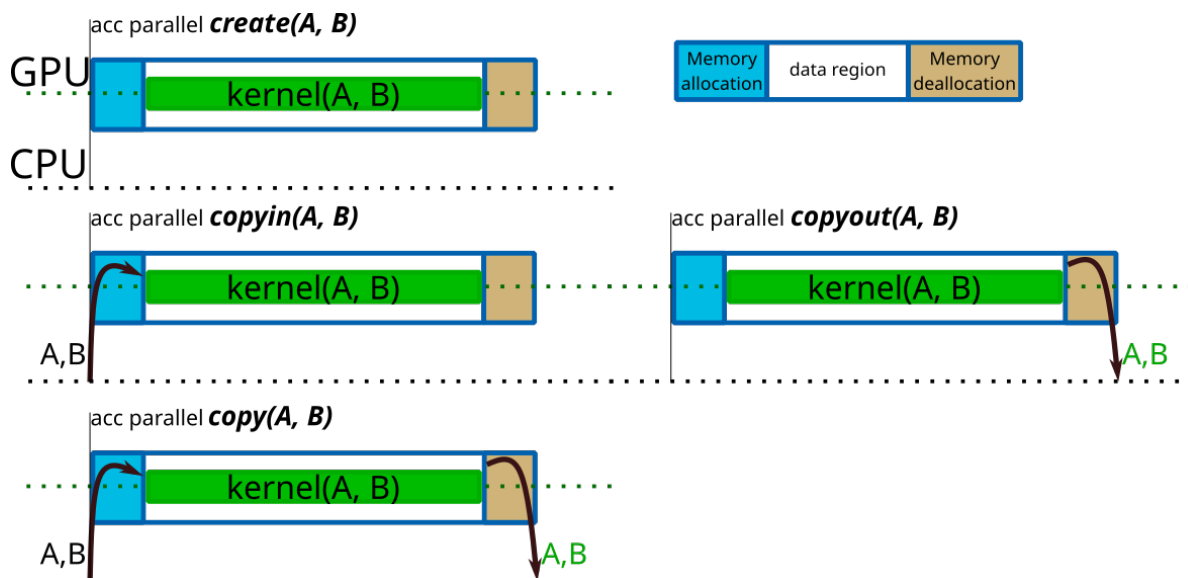 acc parallel create(A, B)
GPU
kernel(A, B)
CPU
Memory
allocation
data region
Memory
deallocation
acc parallel copyin(A, B)
kernel(A, B)
A,B
acc parallel copyout(A, B)
kernel(A, B)
A,B
acc parallel copy(A, B)
kernel(A, B)
A,B
A,B